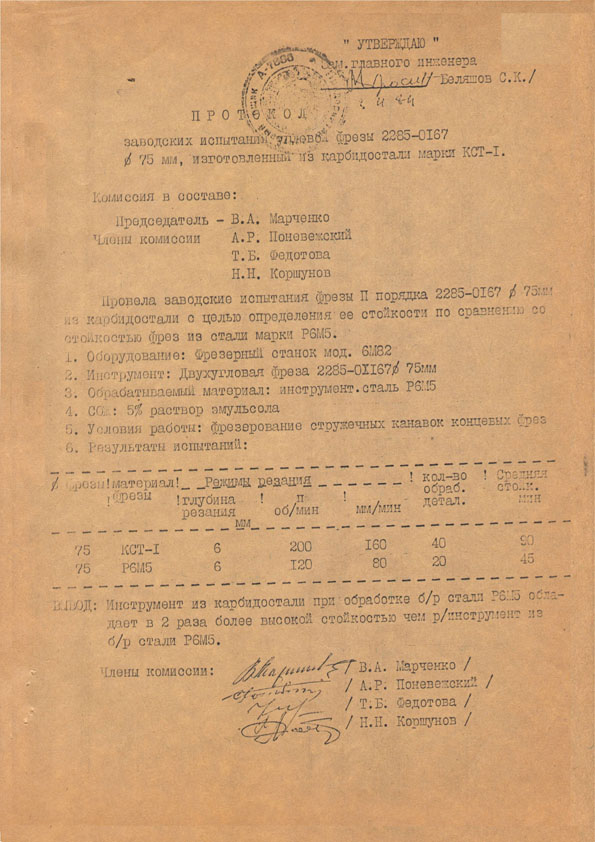 " УТВЕРЖДАЮ "
м.главного инженера
Беляшов С.К./
ПРОТОКОЛ
заводских испытаний угловой фрезы 2285-0167
∅ 75 мм, изготовленный из карбидостали марки КСТ-I.
Комиссия в составе:
Председатель - В.А. Марченко
Члены комиссии А.Р. Поневежский
Т.Б. Федотова
Н.Н. Коршунов
Провела заводские испытания фрезы П порядка 2285-0I67 ∅ 75мм
из карбидостали с целью определения ее стойкости по сравнению со
стойкостью фрез из стали марки Р6М5.
I. Оборудование: Фрезерный станок мод. 6М82
2. Инструмент: Двухугловая фреза 2285-0II67∅ 75мм
3. Обрабатываемый материал: инструмент.сталь Р6М5
4. СОЖ: 5% раствор эмульсола
5. Условия работы: фрезерование стружечных канавок концевых фрез
6. Результаты испытаний:
∅ фрезы!материал! Режимы резания ! кол-во ! Средняя
!фрезы !глубина ! п ! обраб. стойк.
резания об/мин мм/мин детал. мин
мм
75 КСТ-I 6 200 I60 40 90
75 Р6М5 6 I20 80 20 45
ВЫВОД: Инструмент из карбидостали при обработке б/р стали Р6М5 обла-
дает в 2 раза более высокой стойкостью чем р/инструмент из
б/р стали Р6М5.
Члены комиссии: / В.А. Марченко /
/ А.Р. Поневежский /
/ Т.Б. Федотова /
/ Н.Н. Коршунов /